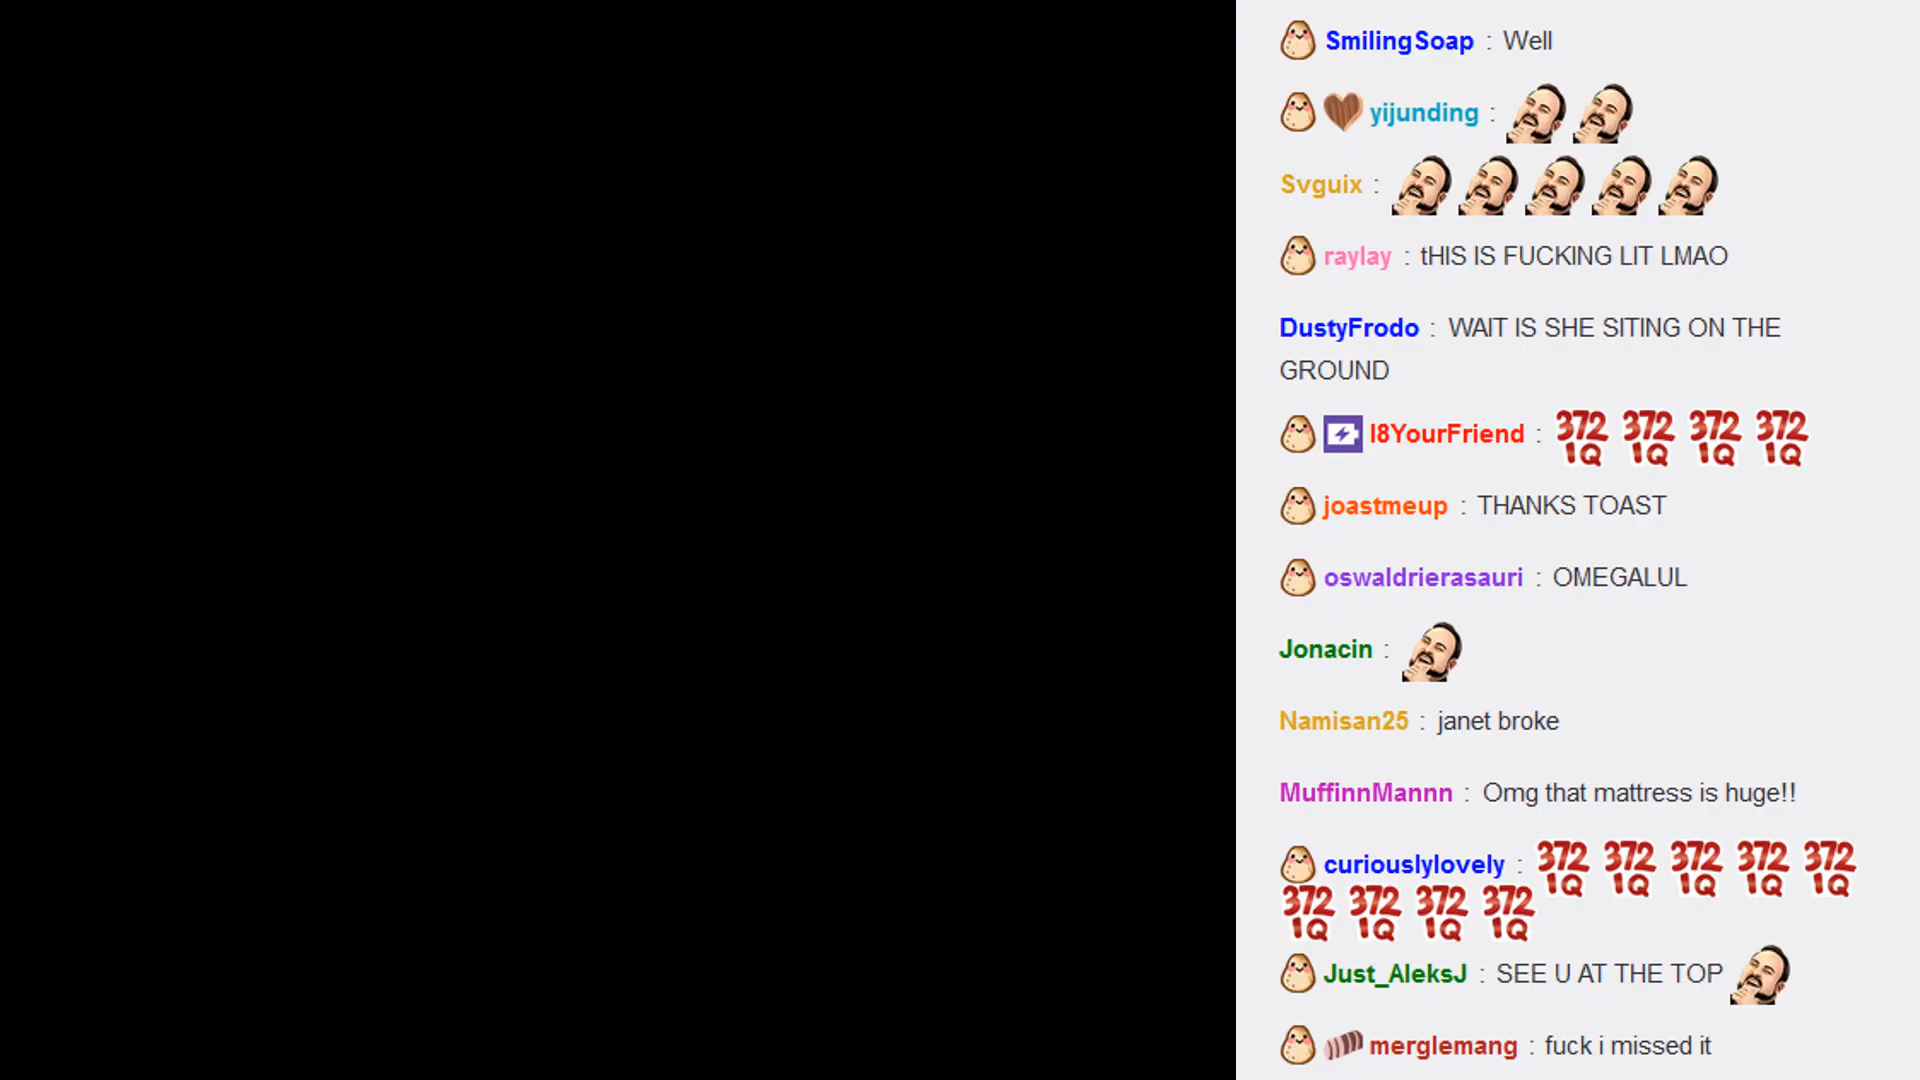 SmilingSoap : Well
yijunding :
Svguix :
raylay : tHIS IS FUCKING LIT LMAO
DustyFrodo : WAIT IS SHE SITING ON THE
GROUND
I8YourFriend : 372 372 372 372
1Q 1Q 1Q 1Q
joastmeup : THANKS TOAST
oswaldrierasauri : OMEGALUL
Jonacin :
Namisan25 : janet broke
MuffinnMannn : Omg that mattress is huge!!
curiouslylovely : 372 372 372 372 372
1Q 1Q 1Q 1Q 1Q
372 372 372 372
1Q 1Q 1Q 1Q
Just_AleksJ : SEE U AT THE TOP
merglemang : fuck i missed it